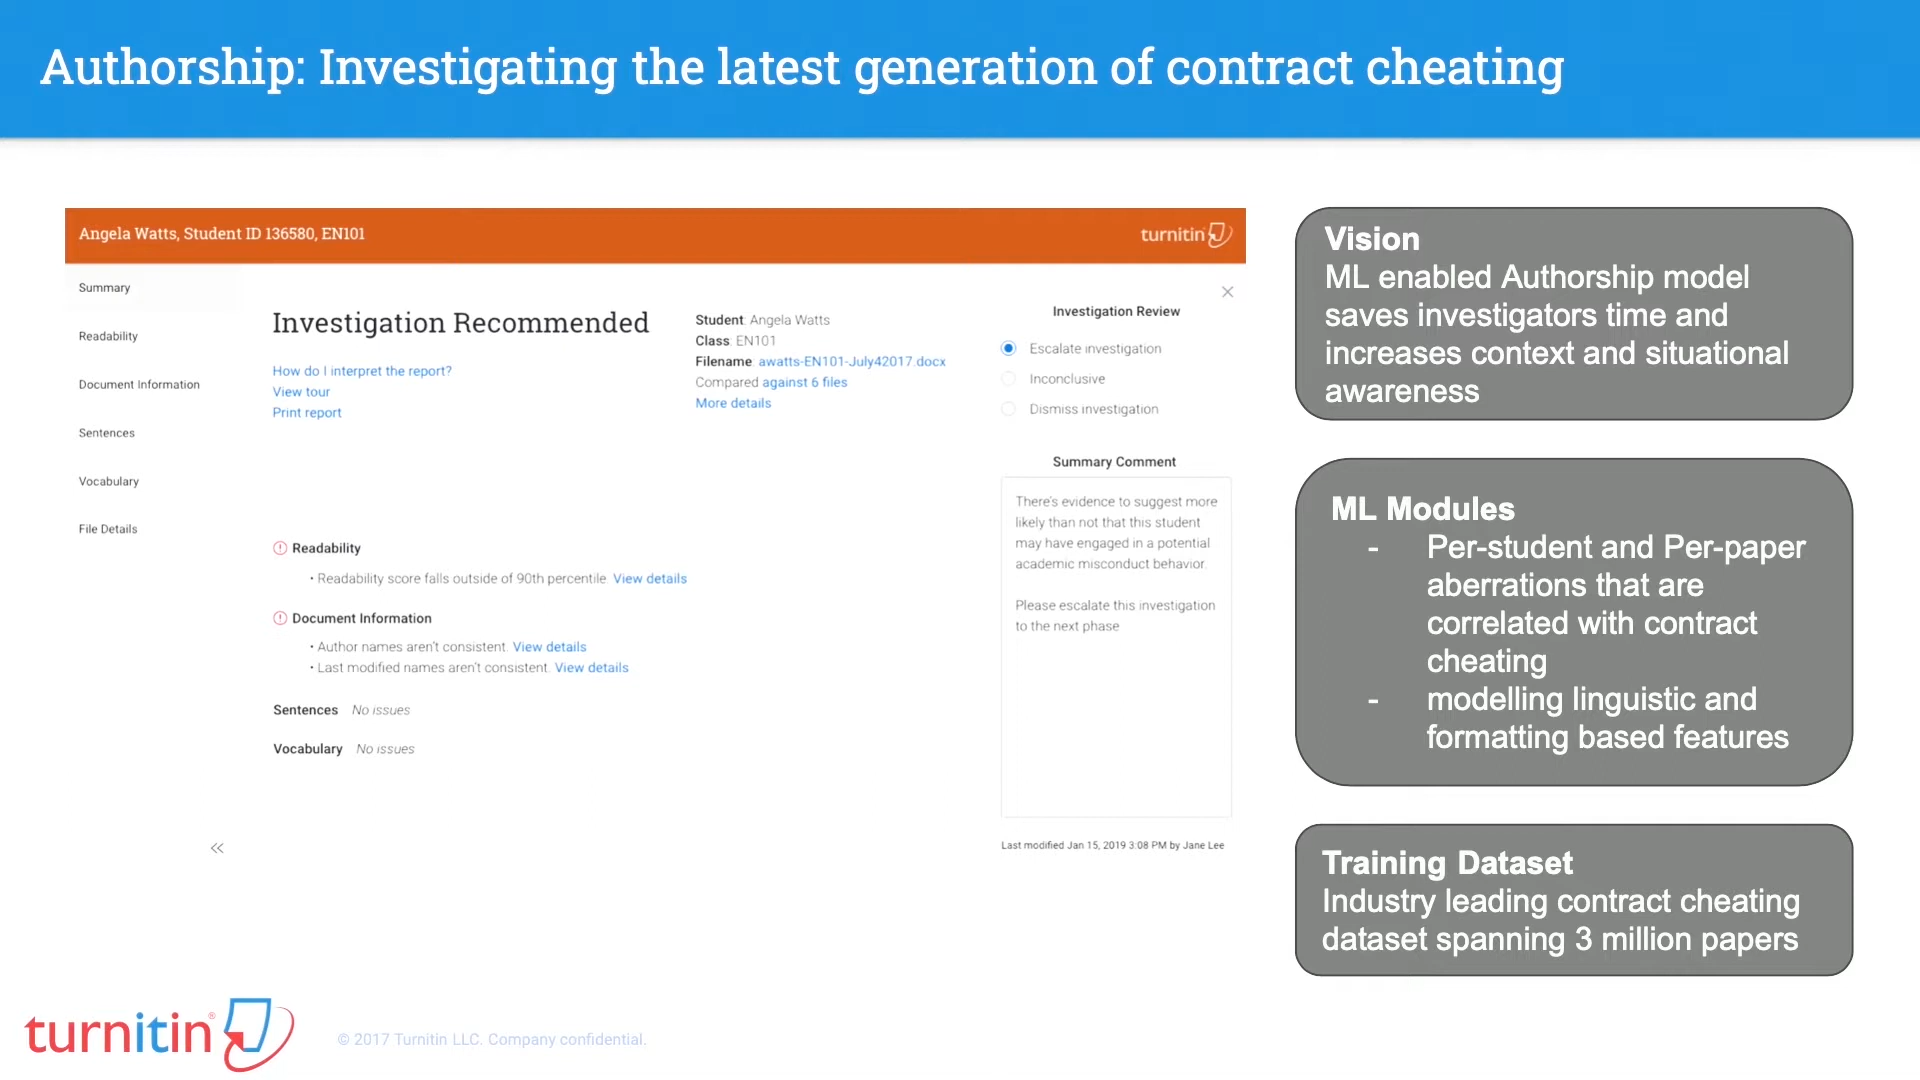 Authorship: Investigating the latest generation of contract cheating
Angela Watts, Student ID 136580, EN101
turnitin
Summary
Readability
Document Information
Sentences
Vocabulary
File Details
Investigation Recommended
How do I interpret the report?
View tour
Print report
Student: Angela Watts
Class: EN101
Filename: awatts-EN101-July42017.docx
Compared against 6 files
More details
Readability
• Readability score falls outside of 90th percentile. View details
Document Information
• Author names aren't consistent. View details
• Last modified names aren't consistent. View details
Sentences No issues
Vocabulary No issues
Investigation Review
Escalate investigation
Inconclusive
Dismiss investigation
Summary Comment
There's evidence to suggest more
likely than not that this student
may have engaged in a potential
academic misconduct behavior.
Please escalate this investigation
to the next phase
Last modified Jan 15, 2019 3:08 PM by Jane Lee
Vision
ML enabled Authorship model
saves investigators time and
increases context and situational
awareness
ML Modules
- Per-student and Per-paper
aberrations that are
correlated with contract
cheating
- modelling linguistic and
formatting based features
Training Dataset
Industry leading contract cheating
dataset spanning 3 million papers
turnitin®
© 2017 Turnitin LLC. Company confidential.